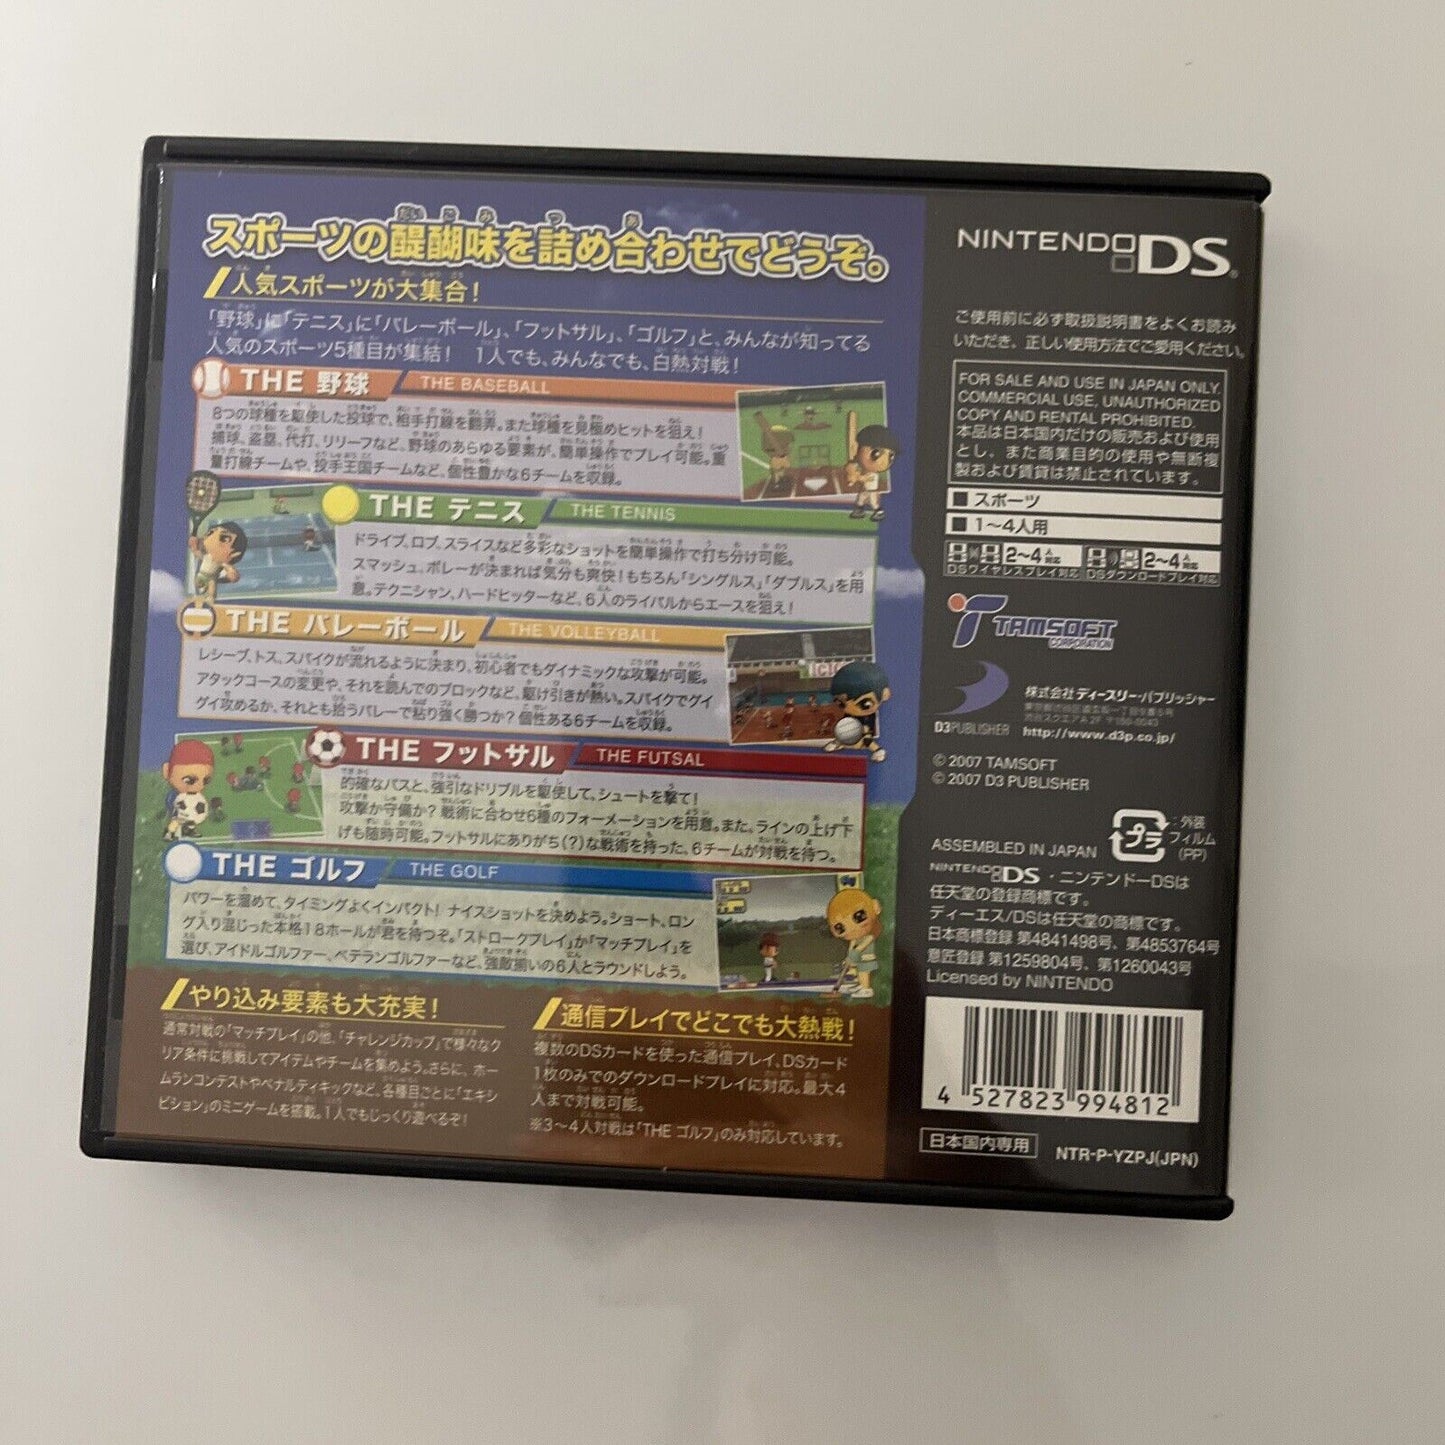 スポーツの醍醐味を詰め合わせでどうぞ。
人気スポーツが大集合!
「野球」に「テニス」に「バレーボール」、「フットサル」、「ゴルフ」と、みんなが知ってる
人気のスポーツ5種目が集結! 1人でも、みんなでも、白熱対戦!
THE 野球 THE BASEBALL
8つの球種を駆使した投球で、相手打線を翻弄。また球種を見極めヒットを狙え!
捕球、盗塁、代打、リリーフなど、野球のあらゆる要素が、簡単操作でプレイ可能。重
量打線チームや、投手王国チームなど、個性豊かな6チームを収録。
THE テニス THE TENNIS
ドライブ、ロブ、スライスなど多彩なショットを簡単操作で打ち分け可能。
スマッシュ、ボレーが決まれば気分も爽快!もちろん「シングルス」「ダブルス」を用
意。テクニシャン、ハードヒッターなど、6人のライバルからエースを狙え!
THE バレーボール THE VOLLEYBALL
レシーブ、トス、スパイクが流れるように決まり、初心者でもダイナミックな攻撃が可能。
アタックコースの変更や、それを読んでのブロックなど、駆け引きが熱い。スパイクでグイ
グイ攻めるか、それとも拾うバレーで粘り強く勝つか?個性ある6チームを収録。
THE フットサル THE FUTSAL
的確なパスと、強引なドリブルを駆使して、シュートを撃て!
攻撃か守備か?戦術に合わせ6種のフォーメーションを用意。また、ラインの上げ下
げも随時可能。フットサルにありがち(?)な戦術を持った、6チームが対戦を待つ。
THE ゴルフ THE GOLF
パワーを溜めて、タイミングよくインパクト!ナイスショットを決めよう。ショート、ロン
グ入り混じった本格18ホールが君を待つぞ。「ストロークプレイ」か「マッチプレイ」を
選び、アイドルゴルファー、ベテランゴルファーなど、強敵揃いの6人とラウンドしよう。
やり込み要素も大充実!
通常対戦の「マッチプレイ」の他、「チャレンジカップ」で様々なク
リア条件に挑戦してアイテムやチームを集めよう。さらに、ホー
ムランコンテストやペナルティキックなど、各種目ごとに「エキシ
ビション」のミニゲームを搭載。1人でもじっくり遊べるぞ!
通信プレイでどこでも大熱戦!
複数のDSカードを使った通信プレイ、DSカード
1枚のみでのダウンロードプレイに対応。最大4
人まで対戦可能。
※3～4人対戦は「THE ゴルフ」のみ対応しています。
NINTENDO DS
ご使用前に必ず取扱説明書をよくお読み
いただき、正しい使用方法でご愛用ください。
FOR SALE AND USE IN JAPAN ONLY.
COMMERCIAL USE, UNAUTHORIZED
COPY AND RENTAL PROHIBITED.
本品は日本国内だけの販売および使用
とし、また商業目的の使用や無断複
製および賃貸は禁止されています。
■ スポーツ
■ 1～4人用
2～4人対応 2～4人対応
DSワイヤレスプレイ対応 DSダウンロードプレイ対応
TAMSOFT
CORPORATION
D3PUBLISHER
株式会社 ディースリー・パブリッシャー
http://www.d3p.co.jp/
© 2007 TAMSOFT
© 2007 D3 PUBLISHER
ASSEMBLED IN JAPAN
プラ
外装
フィルム
(PP)
NINTENDO DS・ニンテンドーDSは
任天堂の登録商標です。
ディーエス/DSは任天堂の商標です。
日本商標登録 第4841498号、第4853764号
意匠登録 第1259804号、第1260043号
Licensed by NINTENDO
4 527823 994812
日本国内専用
NTR-P-YZPJ(JPN)